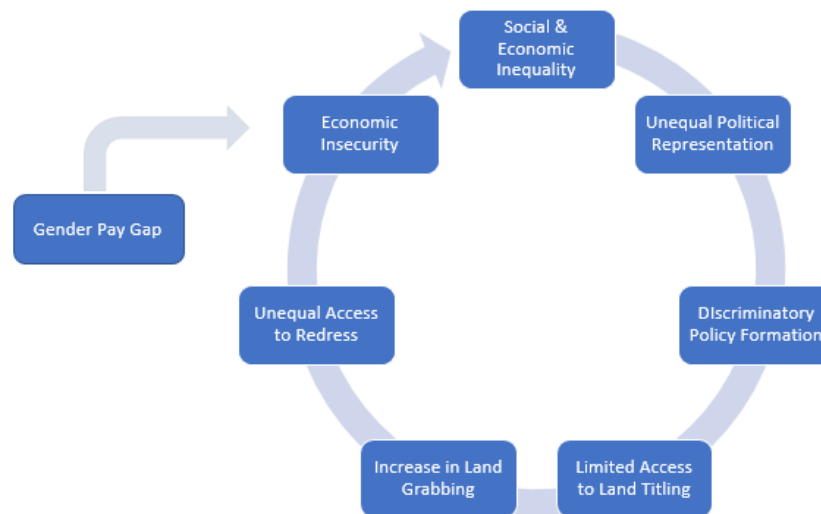 Social &
Economic
Inequality
Unequal Political
Representation
DIscriminatory
Policy Formation
Limited Access
to Land Titling
Increase in Land
Grabbing
Unequal Access
to Redress
Economic
Insecurity
Gender Pay Gap